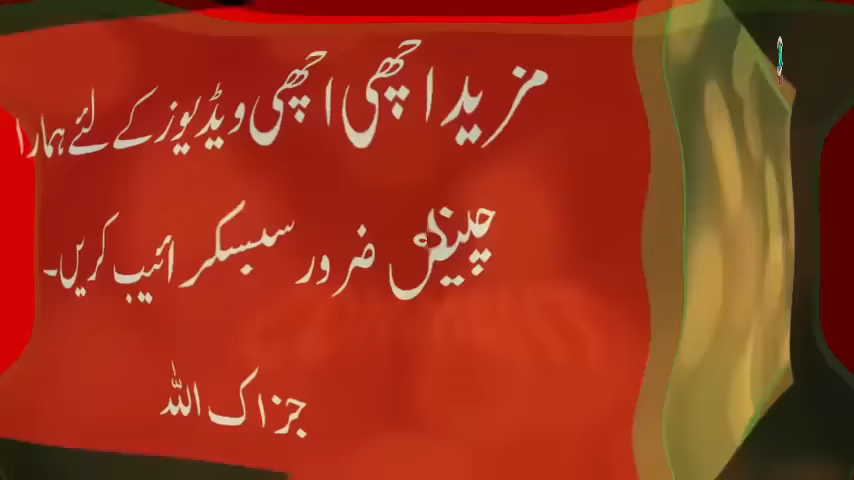 مزید اچھی اچھی ویڈیوز کے لئے ہمارا
چینل ضرور سبسکرائیب کریں۔
جزاک اللہ